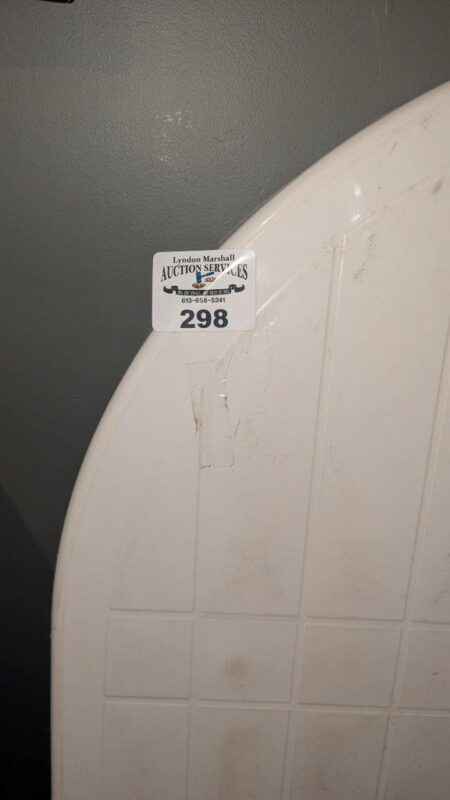 Lyndon Marshall
AUCTION SERVICES
613-658-5341
298